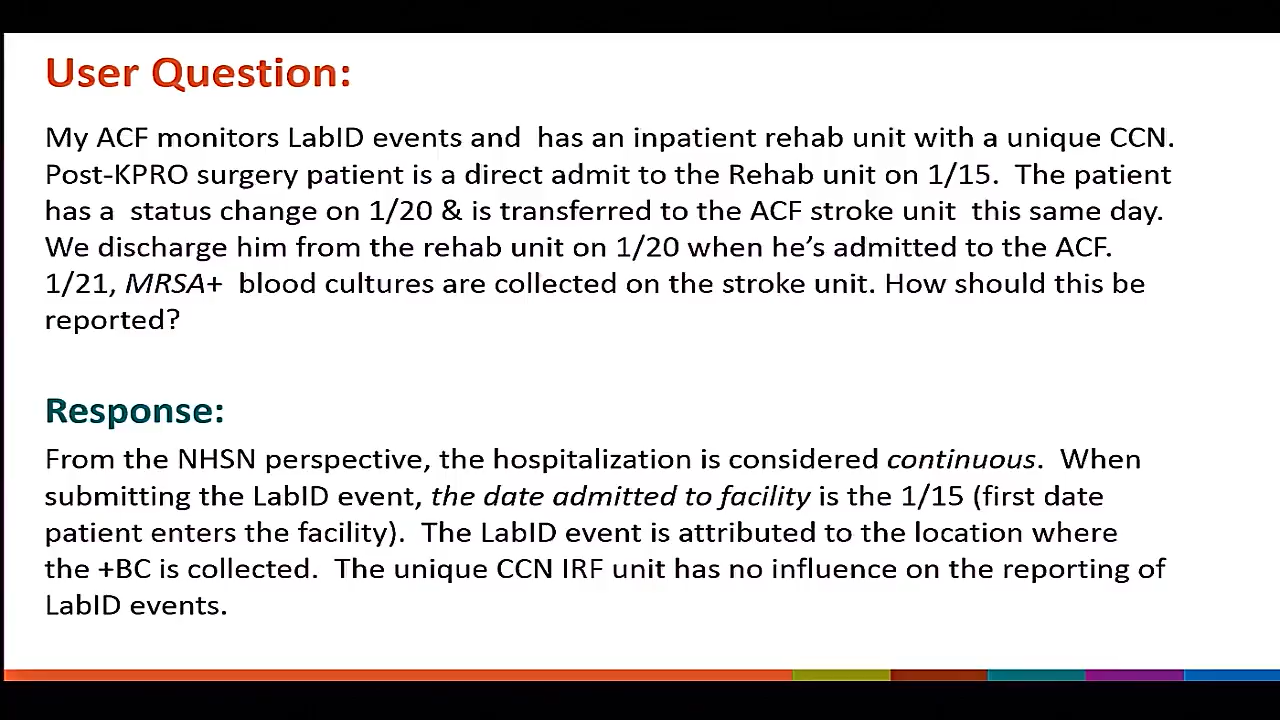 User Question:
My ACF monitors LabID events and has an inpatient rehab unit with a unique CCN.
Post-KPRO surgery patient is a direct admit to the Rehab unit on 1/15. The patient
has a status change on 1/20 & is transferred to the ACF stroke unit this same day.
We discharge him from the rehab unit on 1/20 when he's admitted to the ACF.
1/21, MRSA+ blood cultures are collected on the stroke unit. How should this be
reported?
Response:
From the NHSN perspective, the hospitalization is considered continuous. When
submitting the LabID event, the date admitted to facility is the 1/15 (first date
patient enters the facility). The LabID event is attributed to the location where
the +BC is collected. The unique CCN IRF unit has no influence on the reporting of
LabID events.